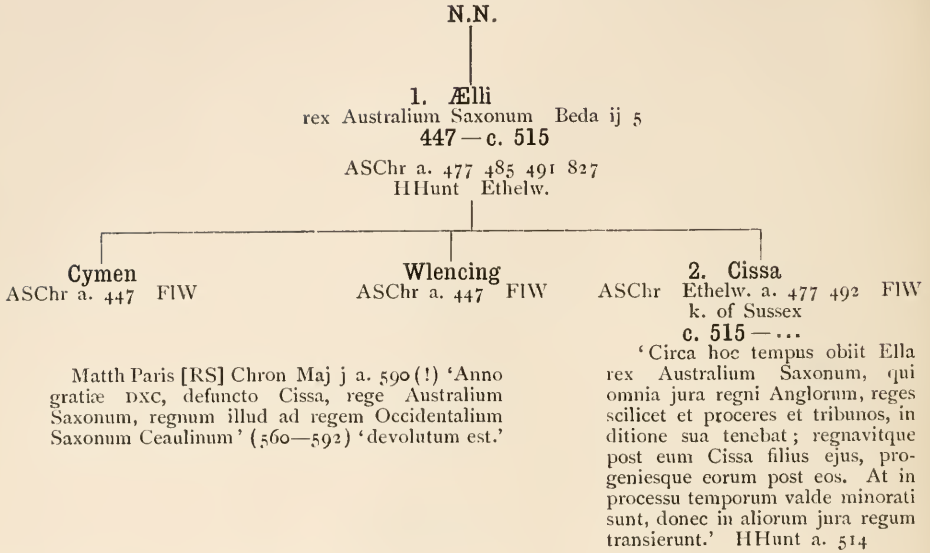 N.N.
1. Ælli
rex Australium Saxonum Beda ij 5
447 — c. 515
ASChr a. 477 485 491 827
HHunt Ethelw.
Cymen
ASChr a. 447 FlW
Wlencing
ASChr a. 447 FlW
2. Cissa
ASChr Ethelw. a. 477 492 FlW
k. of Sussex
c. 515 — ...
Matth Paris [RS] Chron Maj j a. 590 (!) ‘Anno
gratiæ DXC, defuncto Cissa, rege Australium
Saxonum, regnum illud ad regem Occidentalium
Saxonum Ceaulinum’ (560—592) ‘devolutum est.’
‘Circa hoc tempus obiit Ella
rex Australium Saxonum, qui
omnia jura regni Anglorum, reges
scilicet et proceres et tribunos, in
ditione sua tenebat; regnavitque
post eum Cissa filius ejus, pro-
geniesque eorum post eos. At in
processu temporum valde minorati
sunt, donec in aliorum jura regum
transierunt.’ HHunt a. 514